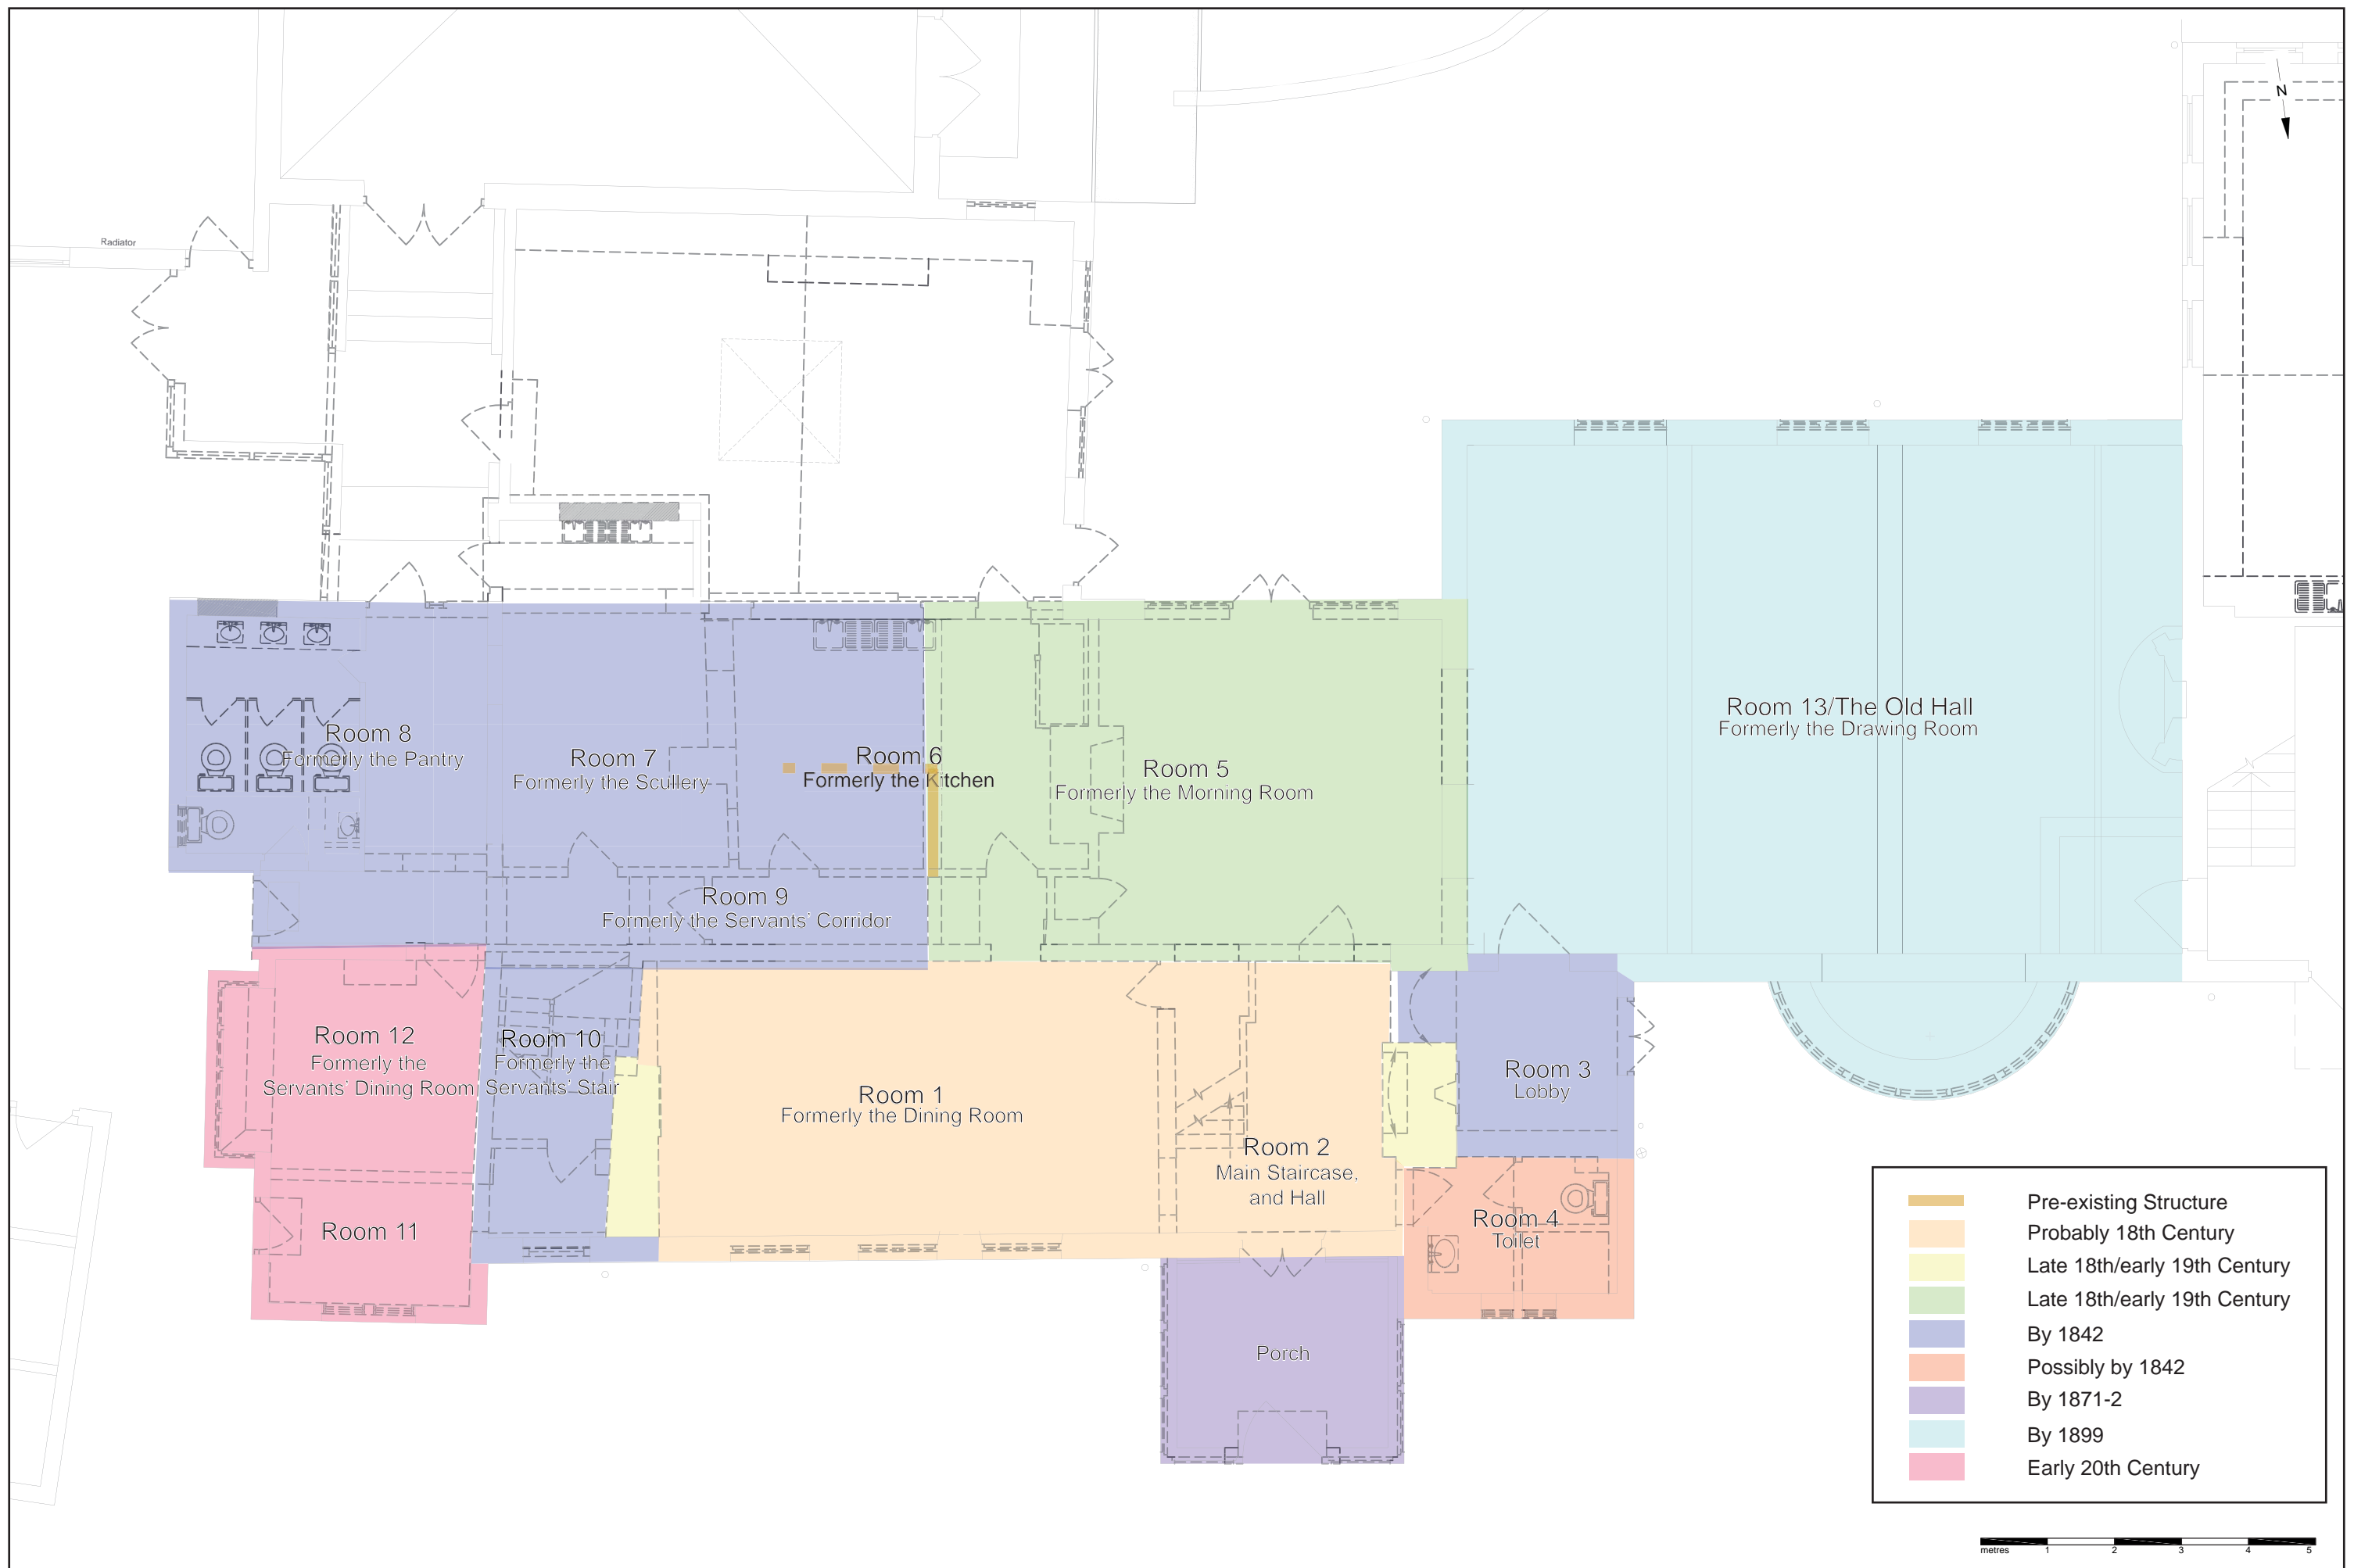 N
Radiator
Room 13/The Old Hall
Formerly the Drawing Room
Room 8
Formerly the Pantry
Room 7
Formerly the Scullery
Room 6
Formerly the Kitchen
Room 5
Formerly the Morning Room
Room 9
Formerly the Servants' Corridor
Room 12
Formerly the
Servants' Dining Room
Room 10
Formerly the
Servants' Stair
Room 1
Formerly the Dining Room
Room 3
Lobby
Room 2
Main Staircase,
and Hall
Room 4
Toilet
Room 11
Porch
Pre-existing Structure
Probably 18th Century
Late 18th/early 19th Century
Late 18th/early 19th Century
By 1842
Possibly by 1842
By 1871-2
By 1899
Early 20th Century
metres 1 2 3 4 5